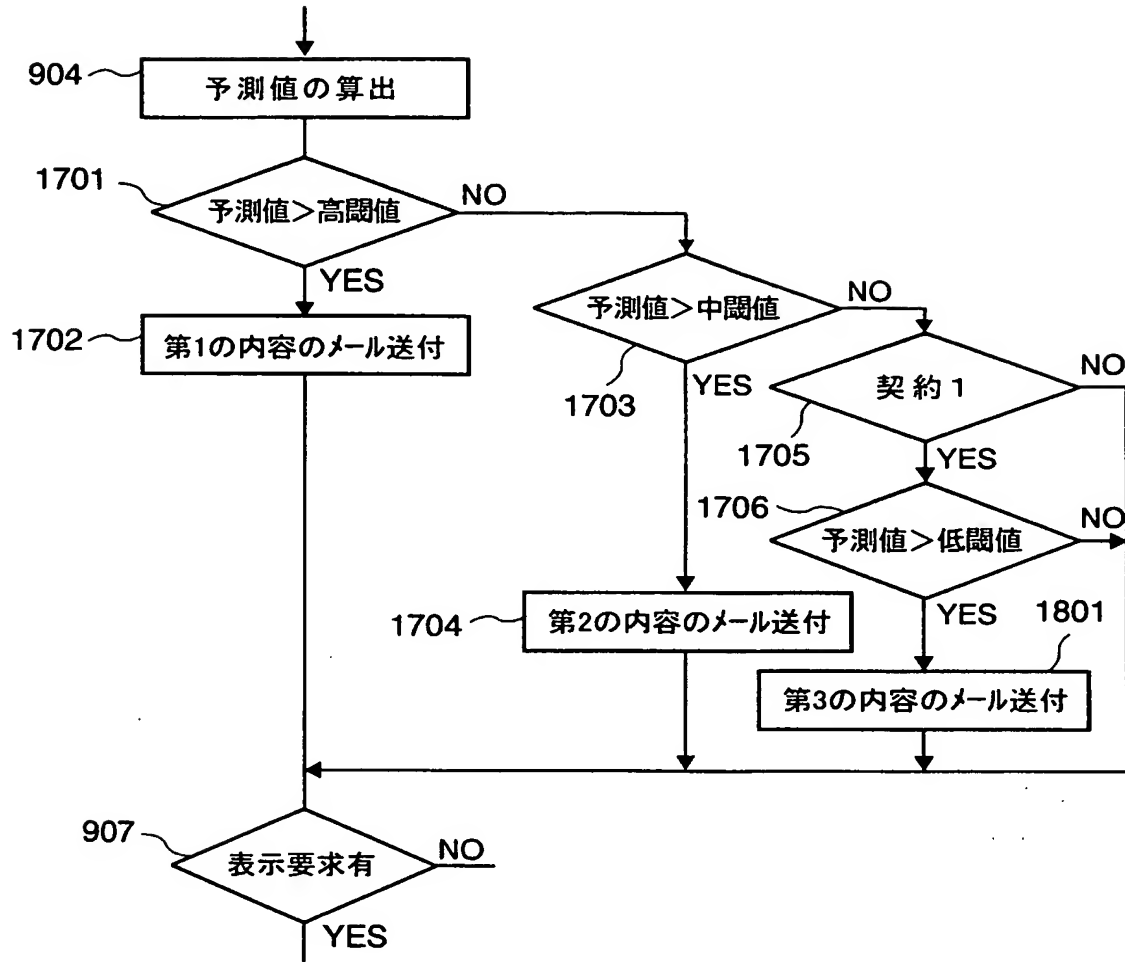 904
予測値の算出
1701
予測値>高閾値
NO
YES
1702
第1の内容のメール送付
予測値>中閾値
NO
1703
YES
契約1
NO
1705
YES
1706
予測値>低閾値
NO
YES
1704
第2の内容のメール送付
1801
第3の内容のメール送付
907
表示要求有
NO
YES